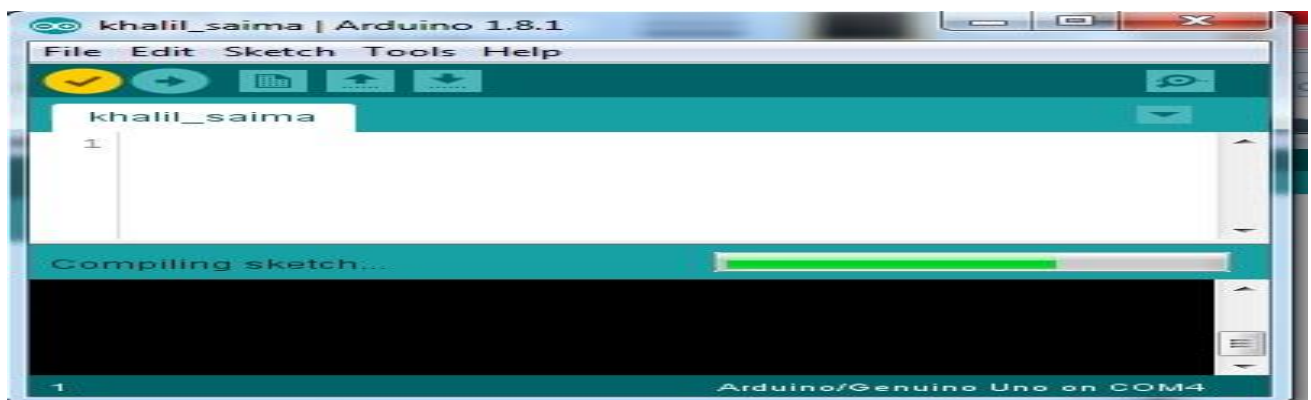 khalil_saima | Arduino 1.8.1
File Edit Sketch Tools Help
khalil_saima
1
Compiling sketch...
1 Arduino/Genuino Uno on COM4